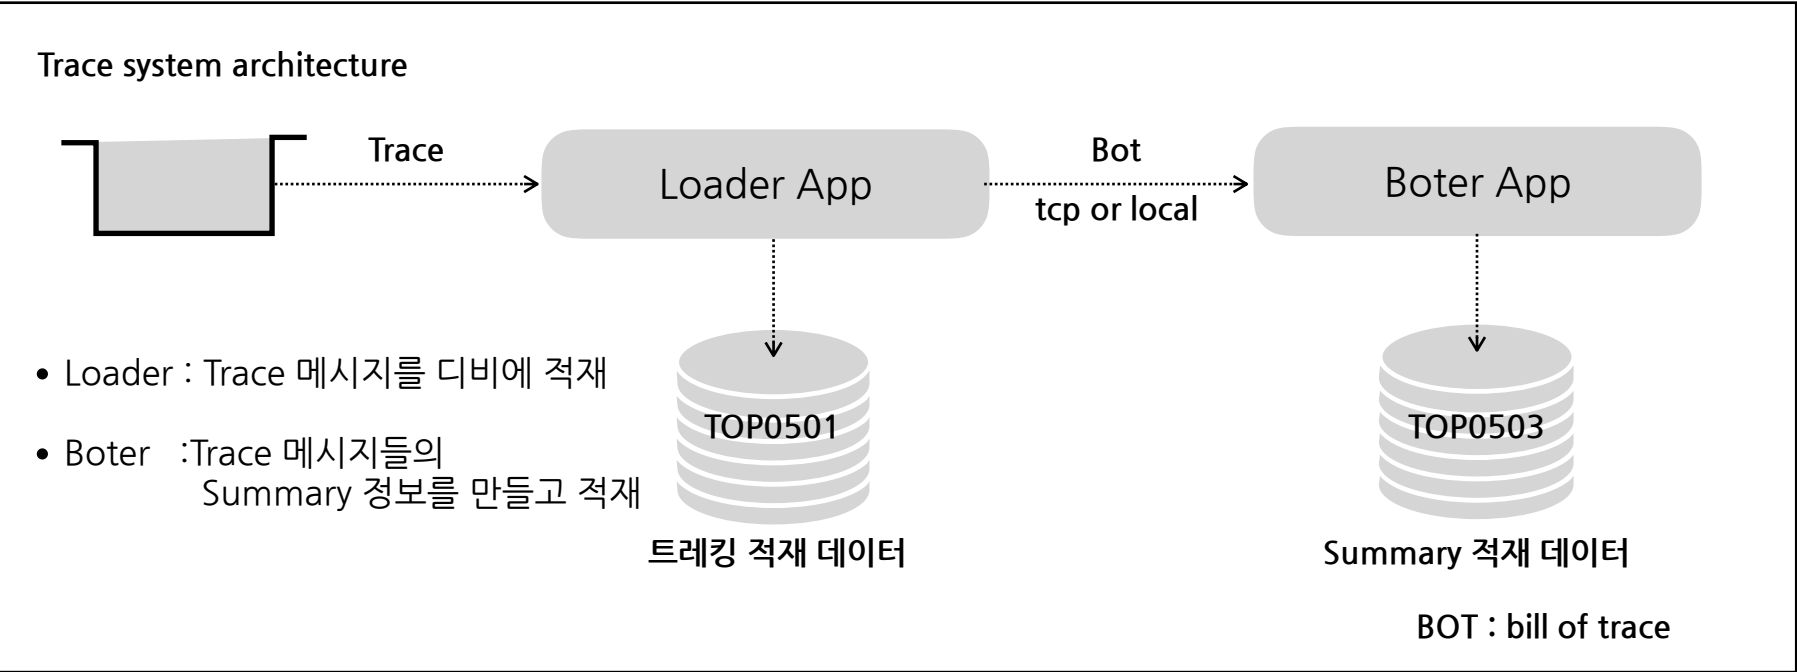 Trace system architecture
Trace
Loader App
Bot
tcp or local
Boter App
• Loader : Trace 메시지를 디비에 적재
• Boter :Trace 메시지들의
Summary 정보를 만들고 적재
TOP0501
트레킹 적재 데이터
TOP0503
Summary 적재 데이터
BOT : bill of trace